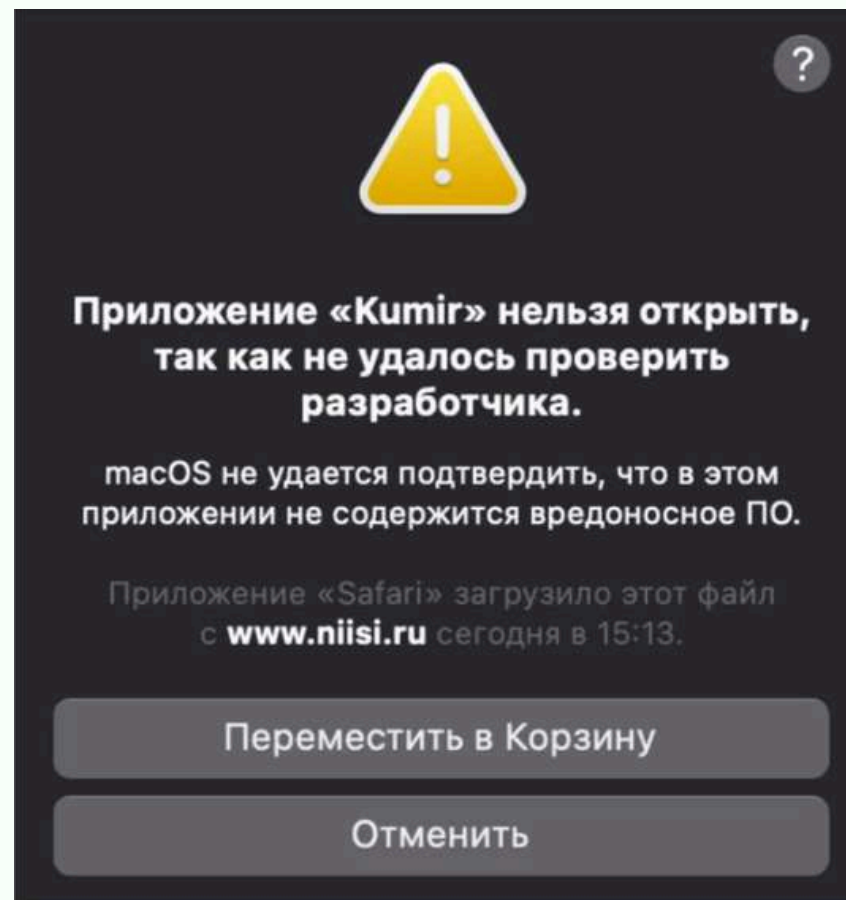 ?
Приложение «Kumir» нельзя открыть,
так как не удалось проверить
разработчика.
macOS не удается подтвердить, что в этом
приложении не содержится вредоносное ПО.
Приложение «Safari» загрузило этот файл
с www.niisi.ru сегодня в 15:13.
Переместить в Корзину
Отменить